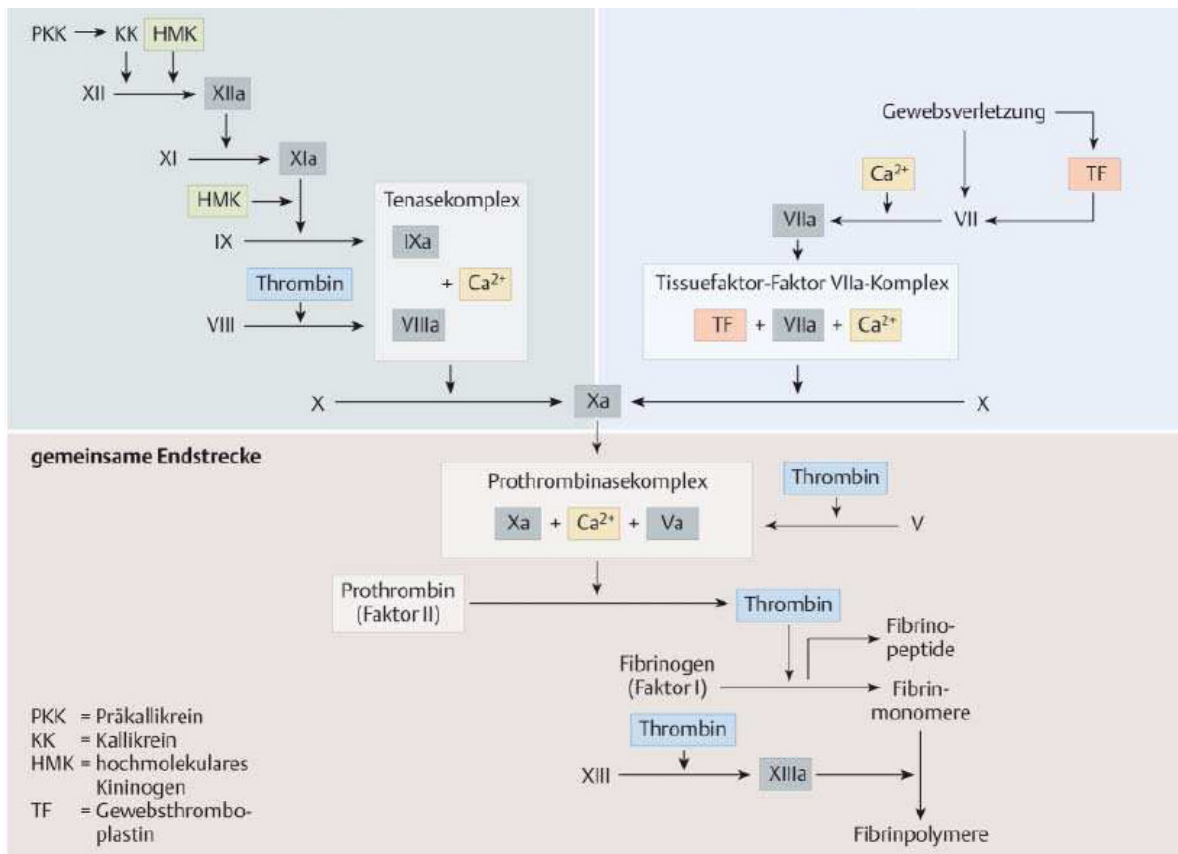 PKK KK HMK
XII XIIa
XI XIa
HMK
IX
Thrombin
VIII
Tenasekomplex
IXa
+ Ca²⁺
VIIIa
X
Gewebsverletzung
Ca²⁺
TF
VIIa
VII
Tissuefaktor-Faktor VIIa-Komplex
TF + VIIa + Ca²⁺
Xa
X
gemeinsame Endstrecke
Prothrombinasekomplex
Xa + Ca²⁺ + Va
Thrombin
V
Prothrombin
(Faktor II)
Thrombin
Fibrino-
peptide
Fibrinogen
(Faktor I)
Fibrin-
monomere
Thrombin
XIII XIIIa
Fibrinpolymere
PKK = Präkallikrein
KK = Kallikrein
HMK = hochmolekulares
Kininogen
TF = Gewebsthrombo-
plastin